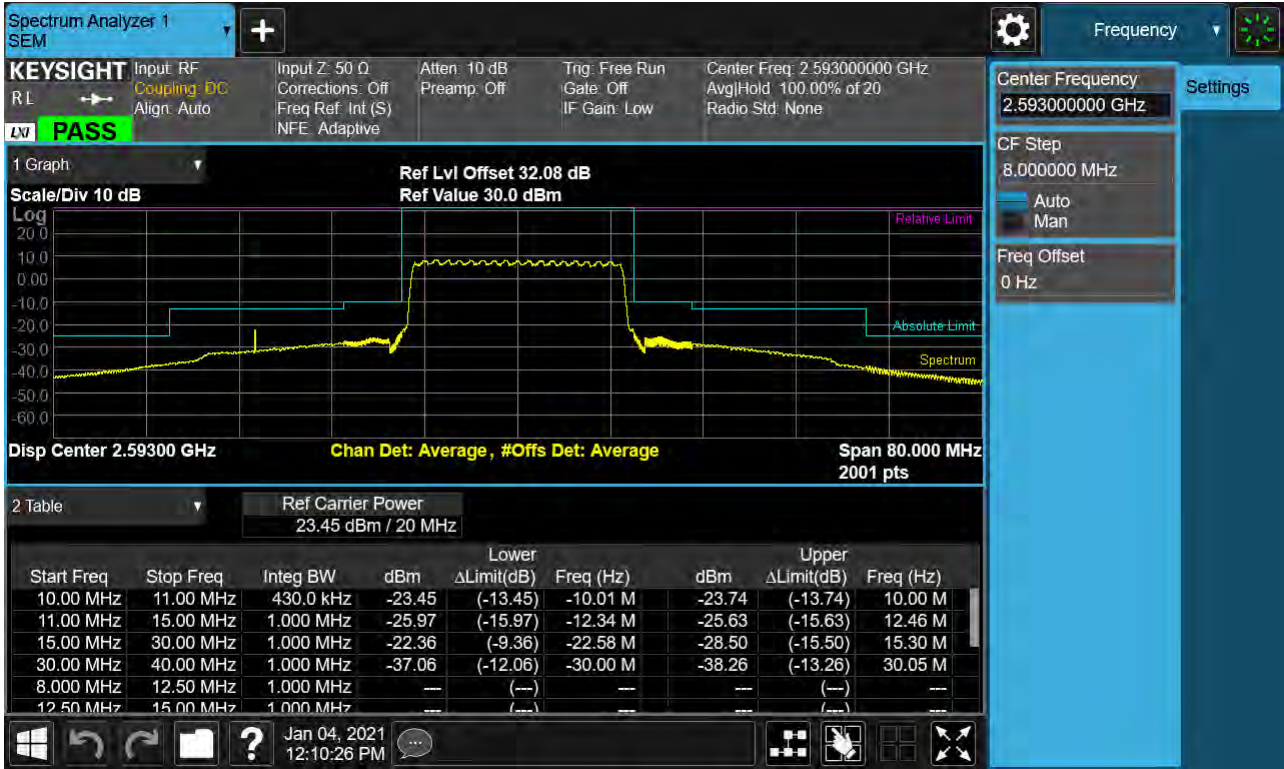 Spectrum Analyzer 1
SEM
Frequency
KEYSIGHT
R L
LXI
PASS
Input: RF
Coupling: DC
Align: Auto
Input Z: 50 Ω
Corrections: Off
Freq Ref: Int (S)
NFE: Adaptive
Atten: 10 dB
Preamp: Off
Trig: Free Run
Gate: Off
IF Gain: Low
Center Freq: 2.593000000 GHz
Avg|Hold: 100.00% of 20
Radio Std: None
Center Frequency
2.593000000 GHz
Settings
CF Step
8.000000 MHz
Auto
Man
Freq Offset
0 Hz
1 Graph
Scale/Div 10 dB
Ref Lvl Offset 32.08 dB
Ref Value 30.0 dBm
Log
20.0
10.0
0.00
-10.0
-20.0
-30.0
-40.0
-50.0
-60.0
Relative Limit
Absolute Limit
Spectrum
Disp Center 2.59300 GHz
Chan Det: Average , #Offs Det: Average
Span 80.000 MHz
2001 pts
2 Table
Ref Carrier Power
23.45 dBm / 20 MHz
Lower Upper
Start Freq Stop Freq Integ BW dBm ΔLimit(dB) Freq (Hz) dBm ΔLimit(dB) Freq (Hz)
10.00 MHz 11.00 MHz 430.0 kHz -23.45 (-13.45) -10.01 M -23.74 (-13.74) 10.00 M
11.00 MHz 15.00 MHz 1.000 MHz -25.97 (-15.97) -12.34 M -25.63 (-15.63) 12.46 M
15.00 MHz 30.00 MHz 1.000 MHz -22.36 (-9.36) -22.58 M -28.50 (-15.50) 15.30 M
30.00 MHz 40.00 MHz 1.000 MHz -37.06 (-12.06) -30.00 M -38.26 (-13.26) 30.05 M
8.000 MHz 12.50 MHz 1.000 MHz --- (---) --- --- (---) ---
12.50 MHz 15.00 MHz 1.000 MHz --- (---) --- --- (---) ---
Jan 04, 2021
12:10:26 PM